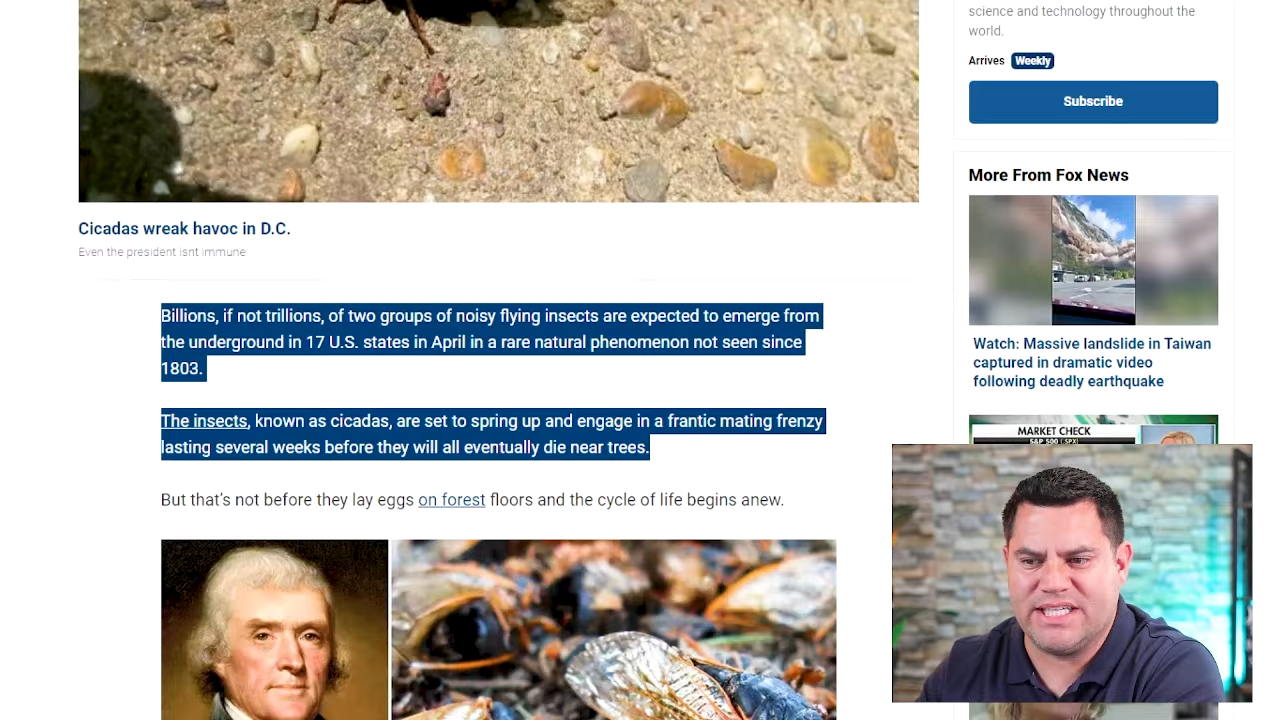 science and technology throughout the
world.
Arrives Weekly
Subscribe
More From Fox News
Cicadas wreak havoc in D.C.
Even the president isnt immune
Billions, if not trillions, of two groups of noisy flying insects are expected to emerge from
the underground in 17 U.S. states in April in a rare natural phenomenon not seen since
1803.
The insects, known as cicadas, are set to spring up and engage in a frantic mating frenzy
lasting several weeks before they will all eventually die near trees.
But that’s not before they lay eggs on forest floors and the cycle of life begins anew.
Watch: Massive landslide in Taiwan
captured in dramatic video
following deadly earthquake
MARKET CHECK
S&P 500 (.SPX)